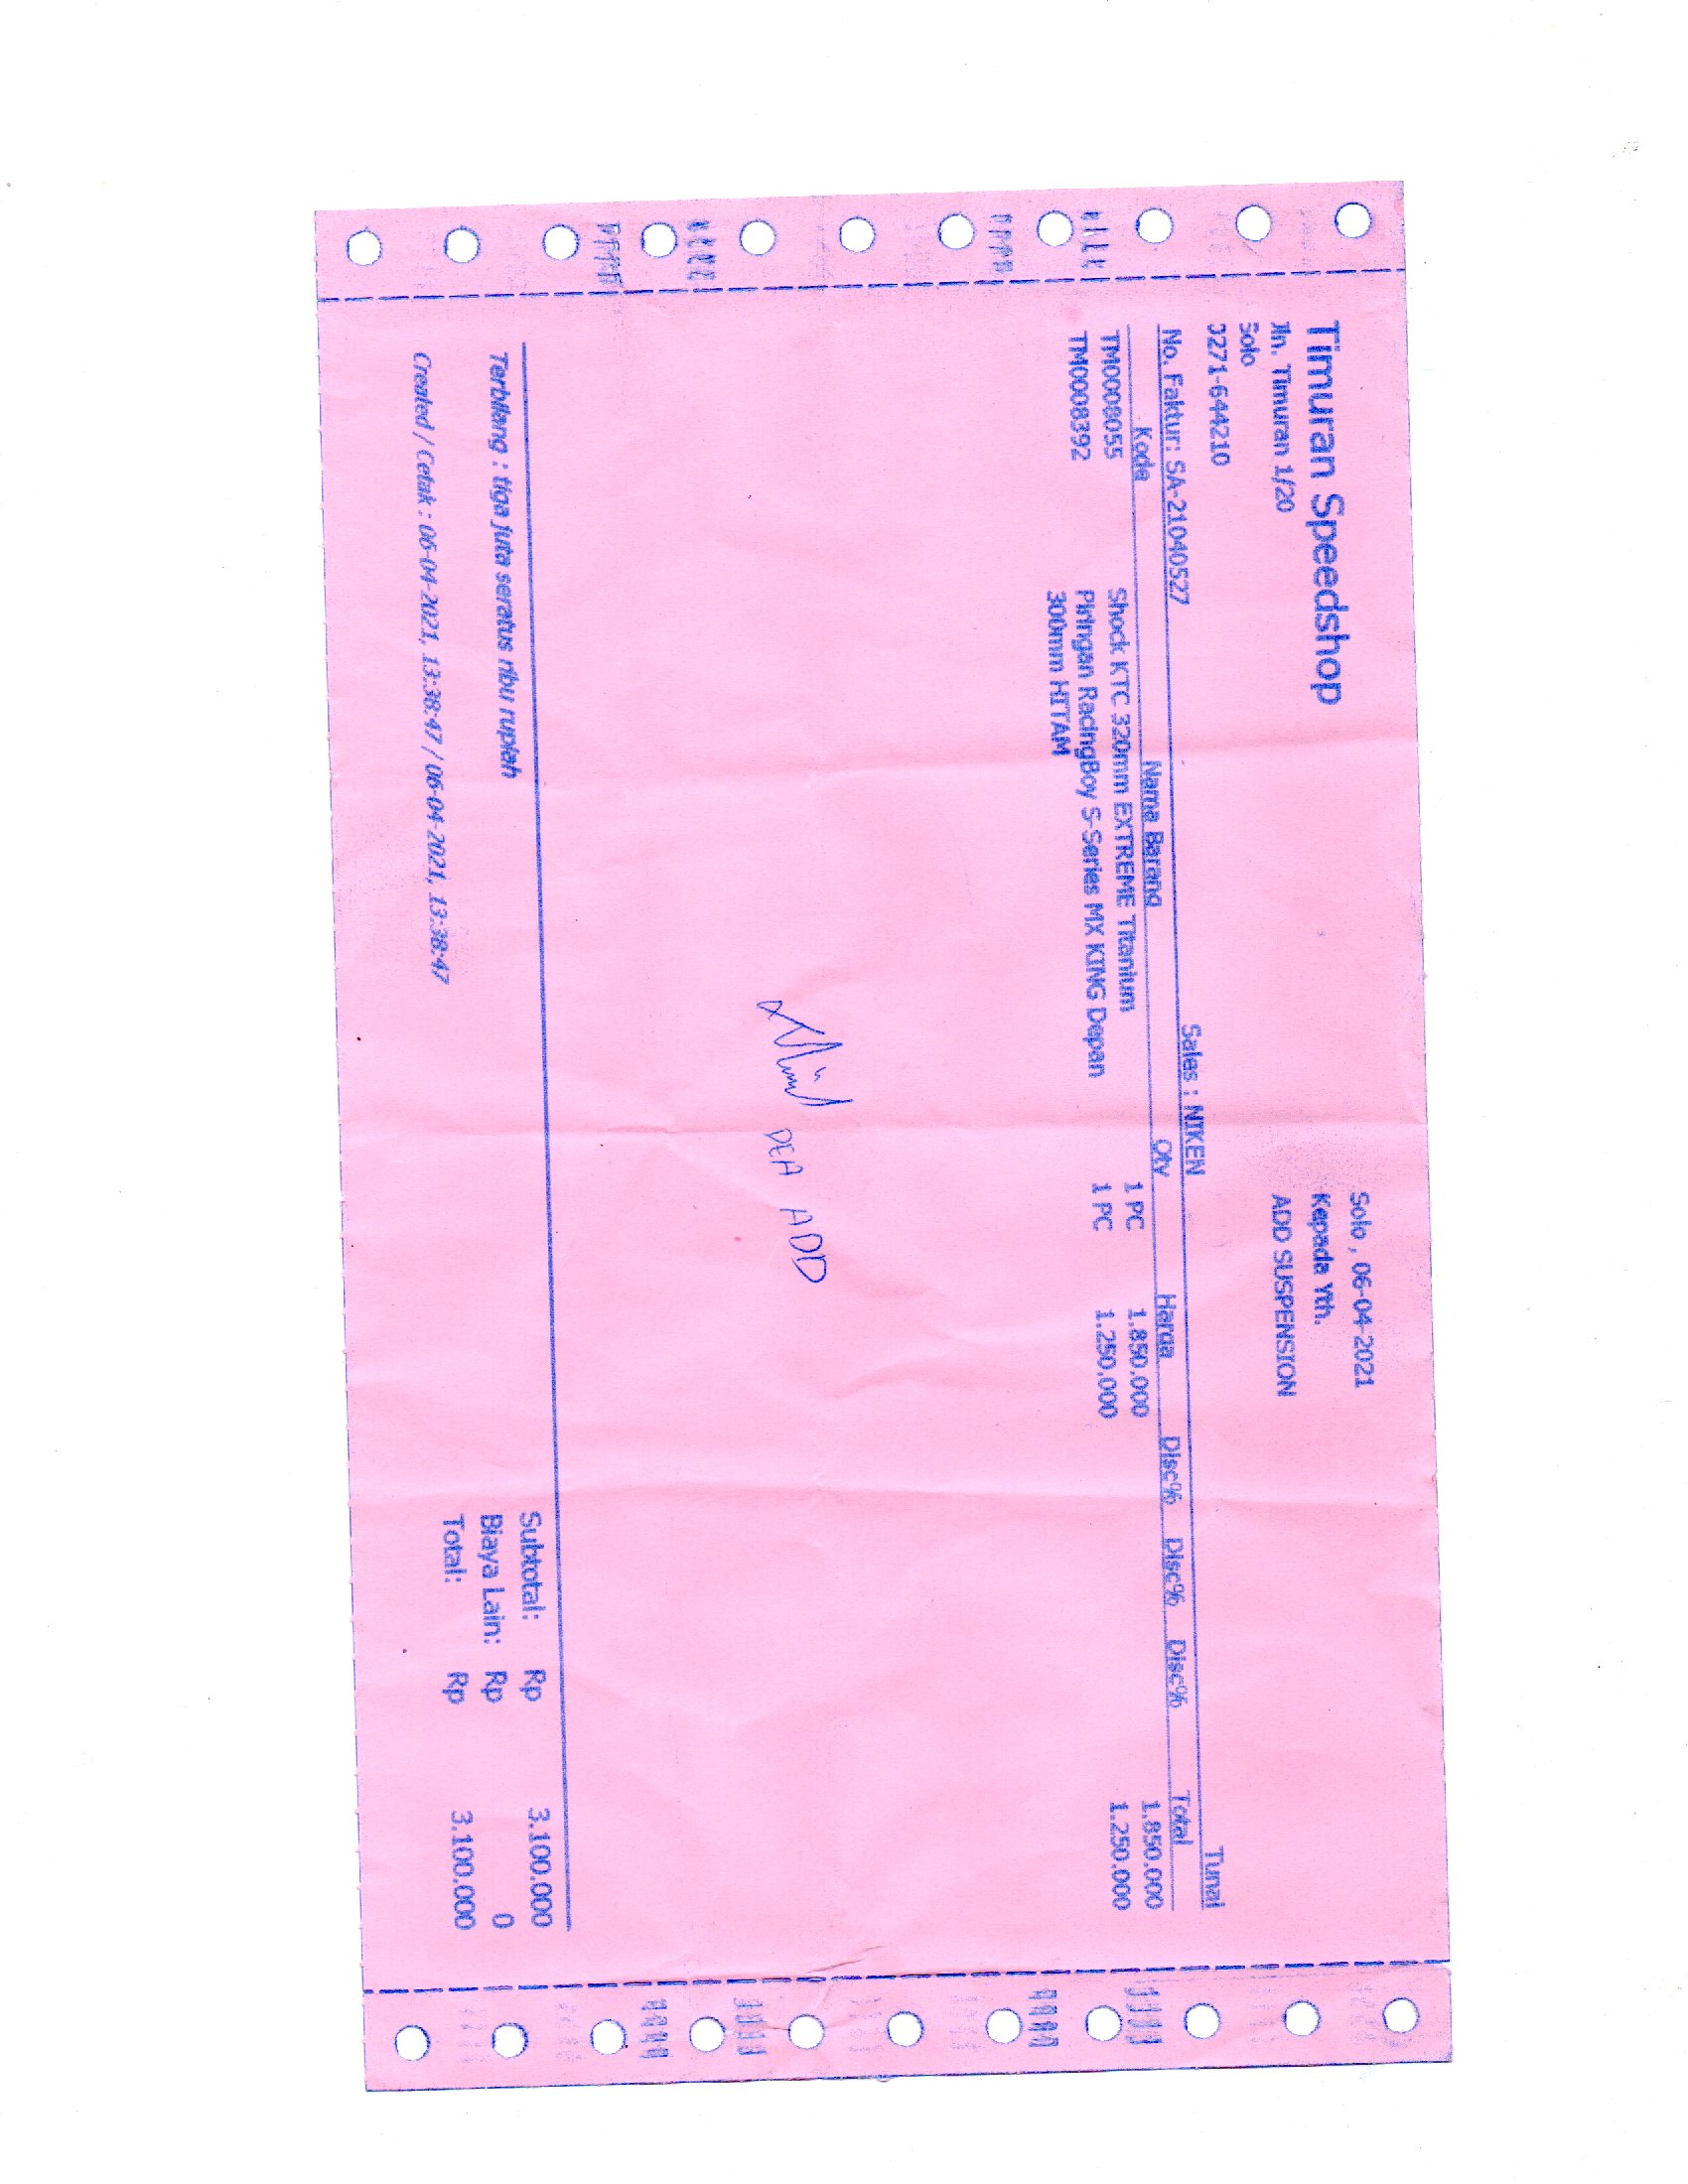 Timuran Speedshop
Jln. Timuran 1/20
Solo
0271-644210
Solo , 06-04-2021
Kepada Yth.
ADD SUSPENSION
No. Faktur: SA-21040527 Sales : NIKEN Tunai
Kode Nama Barang Qty Harga Disc% Disc% Disc% Total
TM0008055 Shock KTC 320mm EXTREME Titanium 1 PC 1.850.000 1.850.000
TM0008392 Piringan RacingBoy S-Series MX KING Depan 1 PC 1.250.000 1.250.000
300mm HITAM
DEA ADD
Terbilang : tiga juta seratus ribu rupiah
Created / Cetak : 06-04-2021, 13:38:47 / 06-04-2021, 13:38:47
Subtotal: Rp 3.100.000
Biaya Lain: Rp 0
Total: Rp 3.100.000